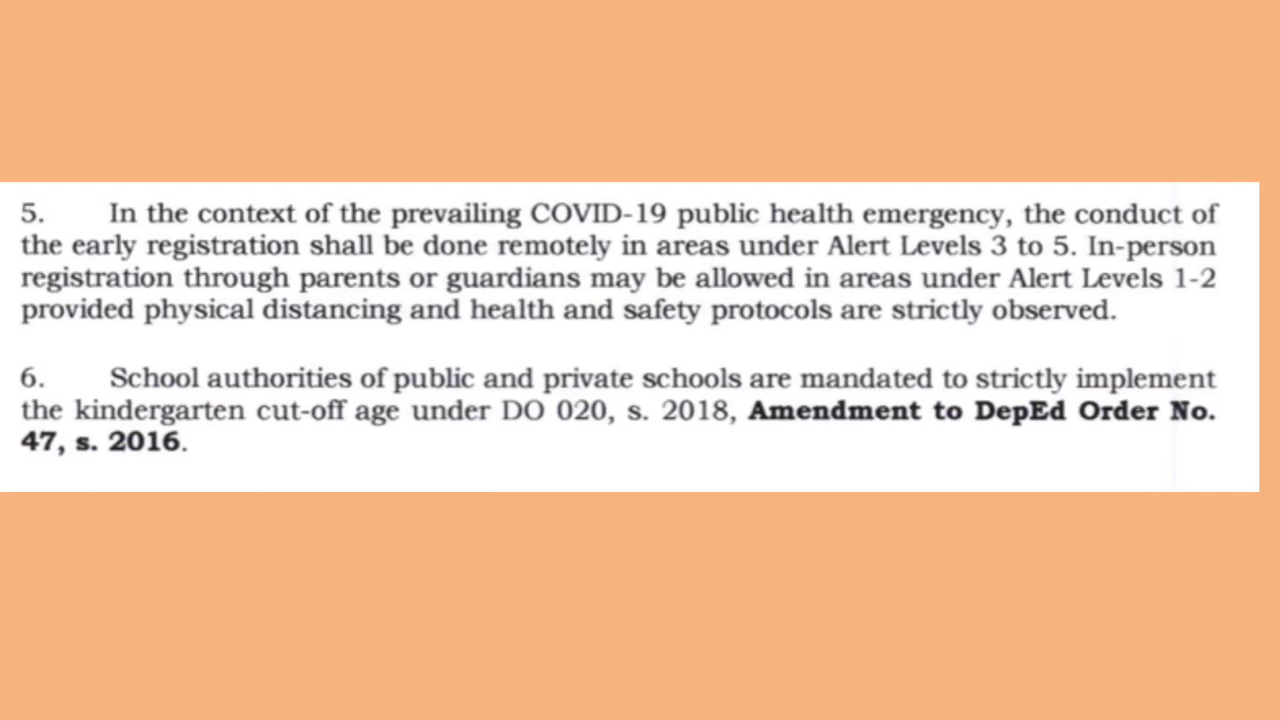 5. In the context of the prevailing COVID-19 public health emergency, the conduct of
the early registration shall be done remotely in areas under Alert Levels 3 to 5. In-person
registration through parents or guardians may be allowed in areas under Alert Levels 1-2
provided physical distancing and health and safety protocols are strictly observed.
6. School authorities of public and private schools are mandated to strictly implement
the kindergarten cut-off age under DO 020, s. 2018, Amendment to DepEd Order No.
47, s. 2016.